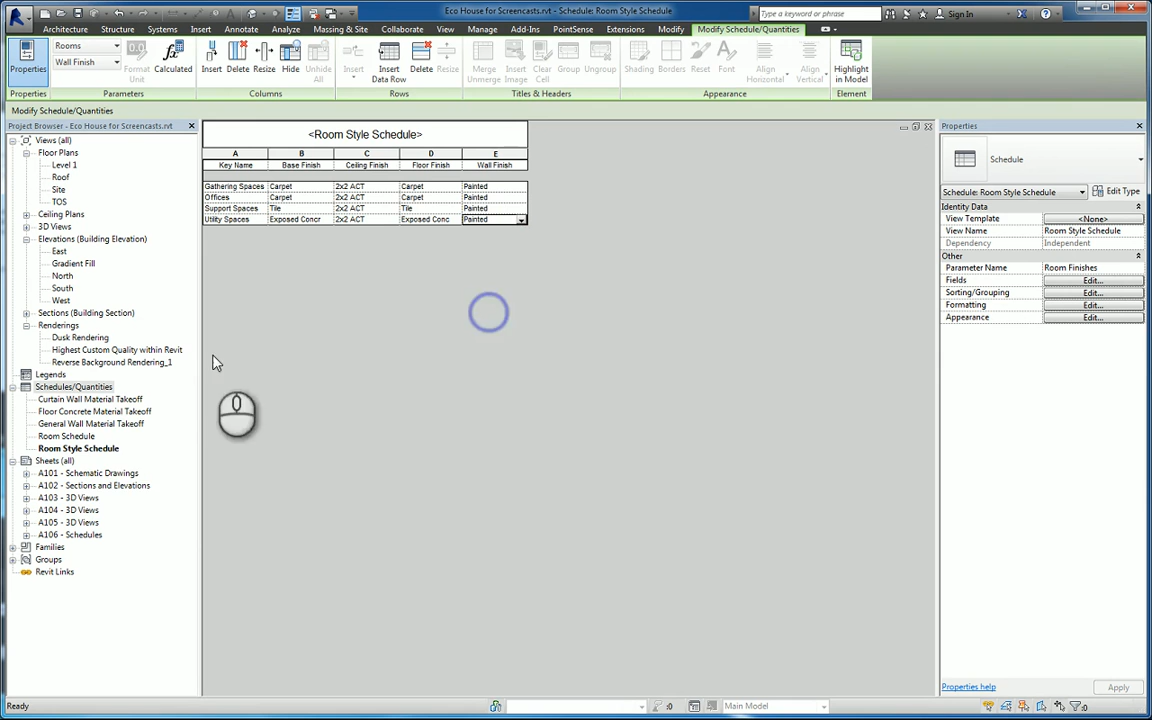 Eco House for Screencasts.rvt - Schedule: Room Style Schedule
Type a keyword or phrase
Sign In
Architecture Structure Systems Insert Annotate Analyze Massing & Site Collaborate View Manage Add-Ins PointSense Extensions Modify Modify Schedule/Quantities
Rooms
Wall Finish
Properties
Format Unit
Calculated
Insert
Delete
Resize
Hide
Unhide All
Insert
Insert Data Row
Delete
Resize
Merge Unmerge
Insert Image
Clear Cell
Group
Ungroup
Shading
Borders
Reset
Font
Align Horizontal
Align Vertical
Highlight in Model
Properties Parameters Columns Rows Titles & Headers Appearance Element
Modify Schedule/Quantities
Project Browser - Eco House for Screencasts.rvt
Views (all)
Floor Plans
Level 1
Roof
Site
TOS
Ceiling Plans
3D Views
Elevations (Building Elevation)
East
Gradient Fill
North
South
West
Sections (Building Section)
Renderings
Dusk Rendering
Highest Custom Quality within Revit
Reverse Background Rendering_1
Legends
Schedules/Quantities
Curtain Wall Material Takeoff
Floor Concrete Material Takeoff
General Wall Material Takeoff
Room Schedule
Room Style Schedule
Sheets (all)
A101 - Schematic Drawings
A102 - Sections and Elevations
A103 - 3D Views
A104 - 3D Views
A105 - 3D Views
A106 - Schedules
Families
Groups
Revit Links
<Room Style Schedule>
A B C D E
Key Name Base Finish Ceiling Finish Floor Finish Wall Finish
Gathering Spaces Carpet 2x2 ACT Carpet Painted
Offices Carpet 2x2 ACT Carpet Painted
Support Spaces Tile 2x2 ACT Tile Painted
Utility Spaces Exposed Concr 2x2 ACT Exposed Conc Painted
Properties
Schedule
Schedule: Room Style Schedule Edit Type
Identity Data
View Template <None>
View Name Room Style Schedule
Dependency Independent
Other
Parameter Name Room Finishes
Fields Edit...
Sorting/Grouping Edit...
Formatting Edit...
Appearance Edit...
Properties help
Apply
Ready
:0
Main Model
:0